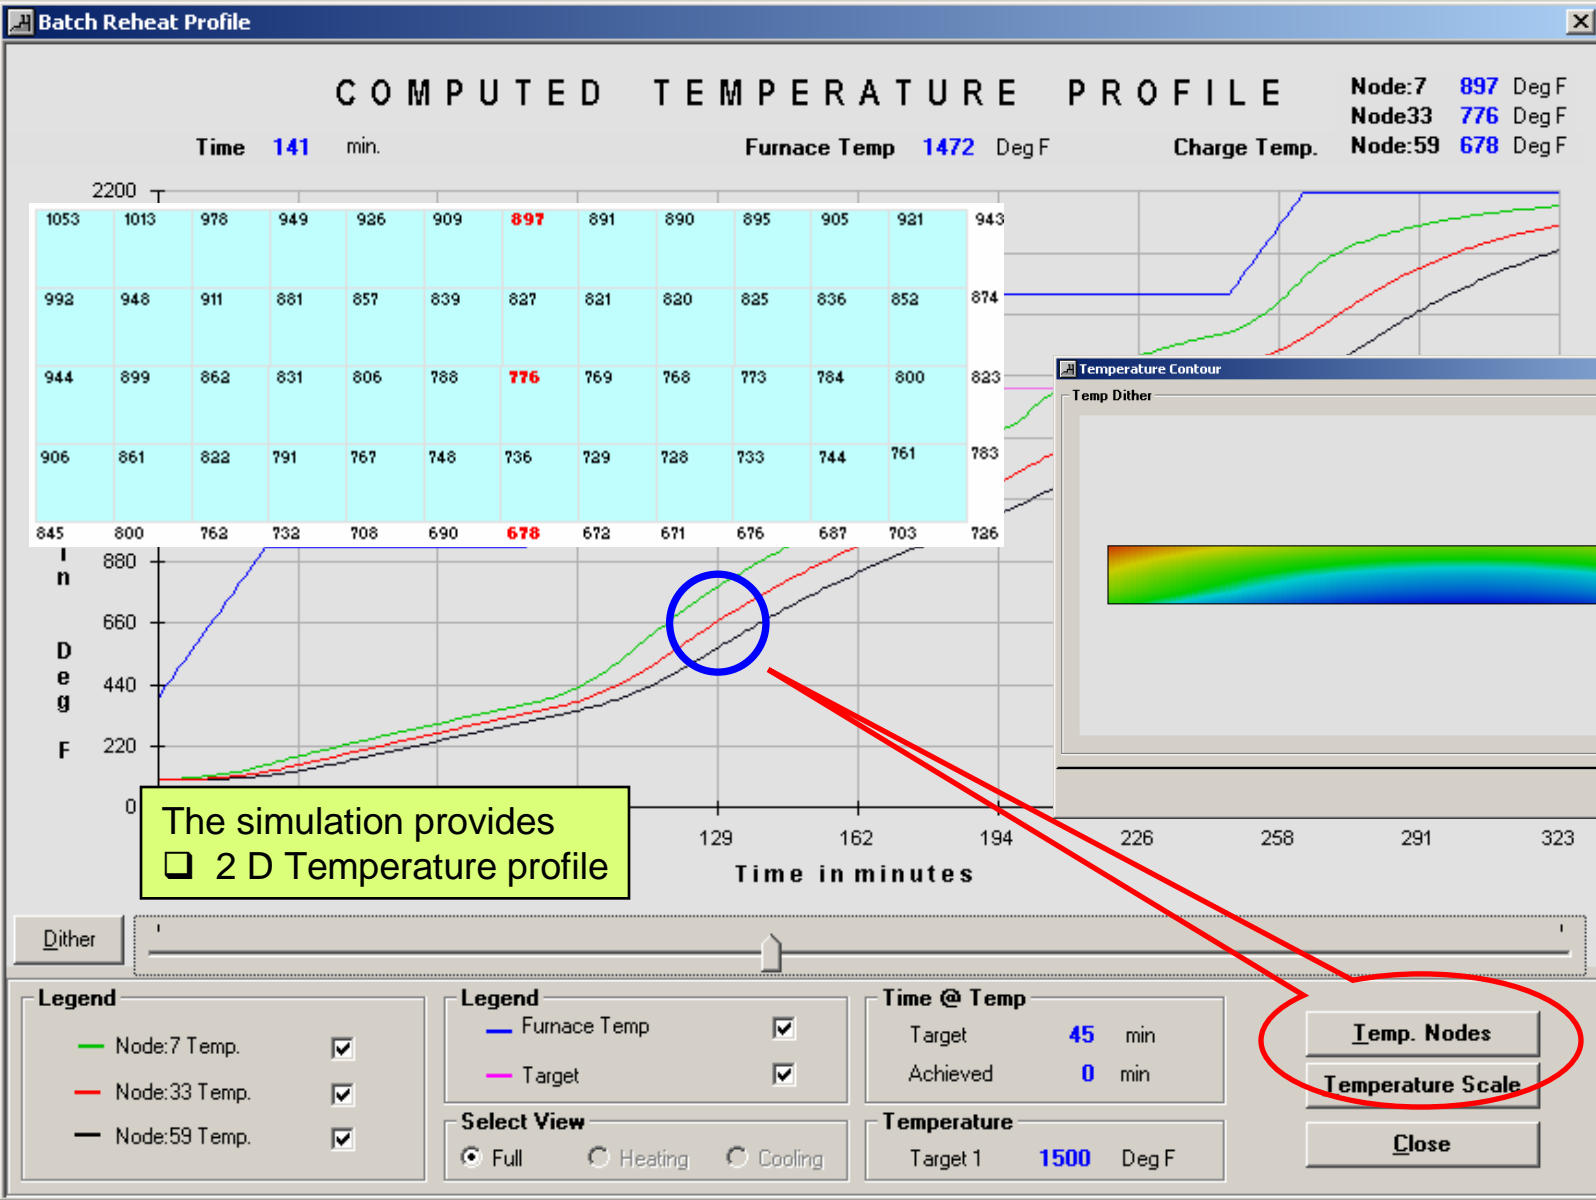 Batch Reheat Profile
COMPUTED TEMPERATURE PROFILE
Node:7 897 Deg F
Node33 776 Deg F
Time 141 min. Furnace Temp 1472 Deg F Charge Temp. Node:59 678 Deg F
2200
1053 1013 978 949 926 909 897 891 890 895 905 921 943
992 948 911 881 857 839 827 821 820 825 836 852 874
944 899 862 831 806 788 776 769 768 773 784 800 823
906 861 822 791 767 748 736 729 728 733 744 761 783
845 800 762 732 708 690 678 672 671 676 687 703 726
Temperature Contour
Temp Dither
880
660
440
220
0
in Deg F
The simulation provides
❑ 2 D Temperature profile
129 162 194 226 258 291 323
Time in minutes
Dither
Legend
Node:7 Temp.
Node:33 Temp.
Node:59 Temp.
Legend
Furnace Temp
Target
Select View
Full Heating Cooling
Time @ Temp
Target 45 min
Achieved 0 min
Temperature
Target 1 1500 Deg F
Temp. Nodes
Temperature Scale
Close